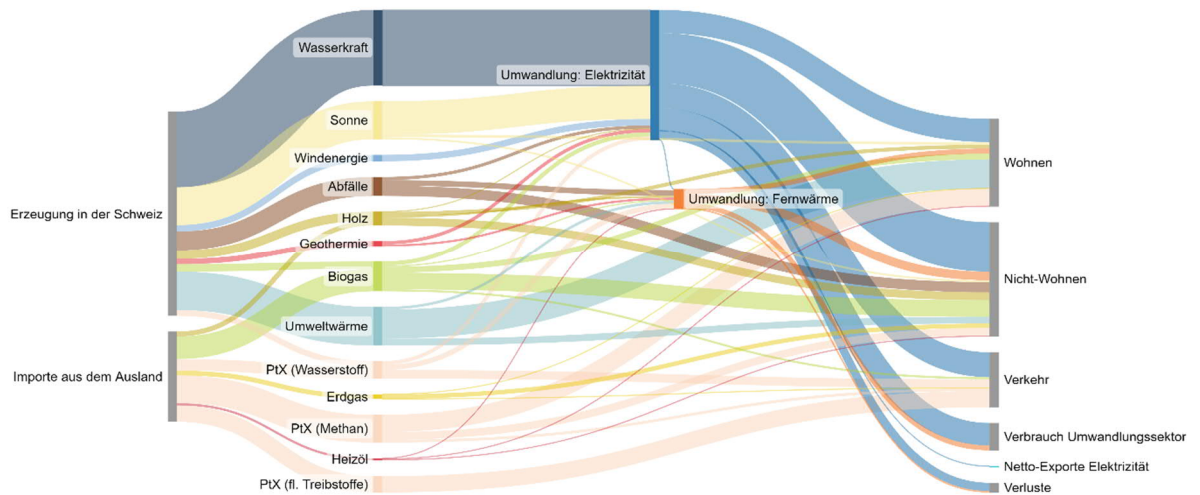 Erzeugung in der Schweiz
Importe aus dem Ausland
Wasserkraft
Sonne
Windenergie
Abfälle
Holz
Geothermie
Biogas
Umweltwärme
PtX (Wasserstoff)
Erdgas
PtX (Methan)
Heizöl
PtX (fl. Treibstoffe)
Umwandlung: Elektrizität
Umwandlung: Fernwärme
Wohnen
Nicht-Wohnen
Verkehr
Verbrauch Umwandlungssektor
Netto-Exporte Elektrizität
Verluste